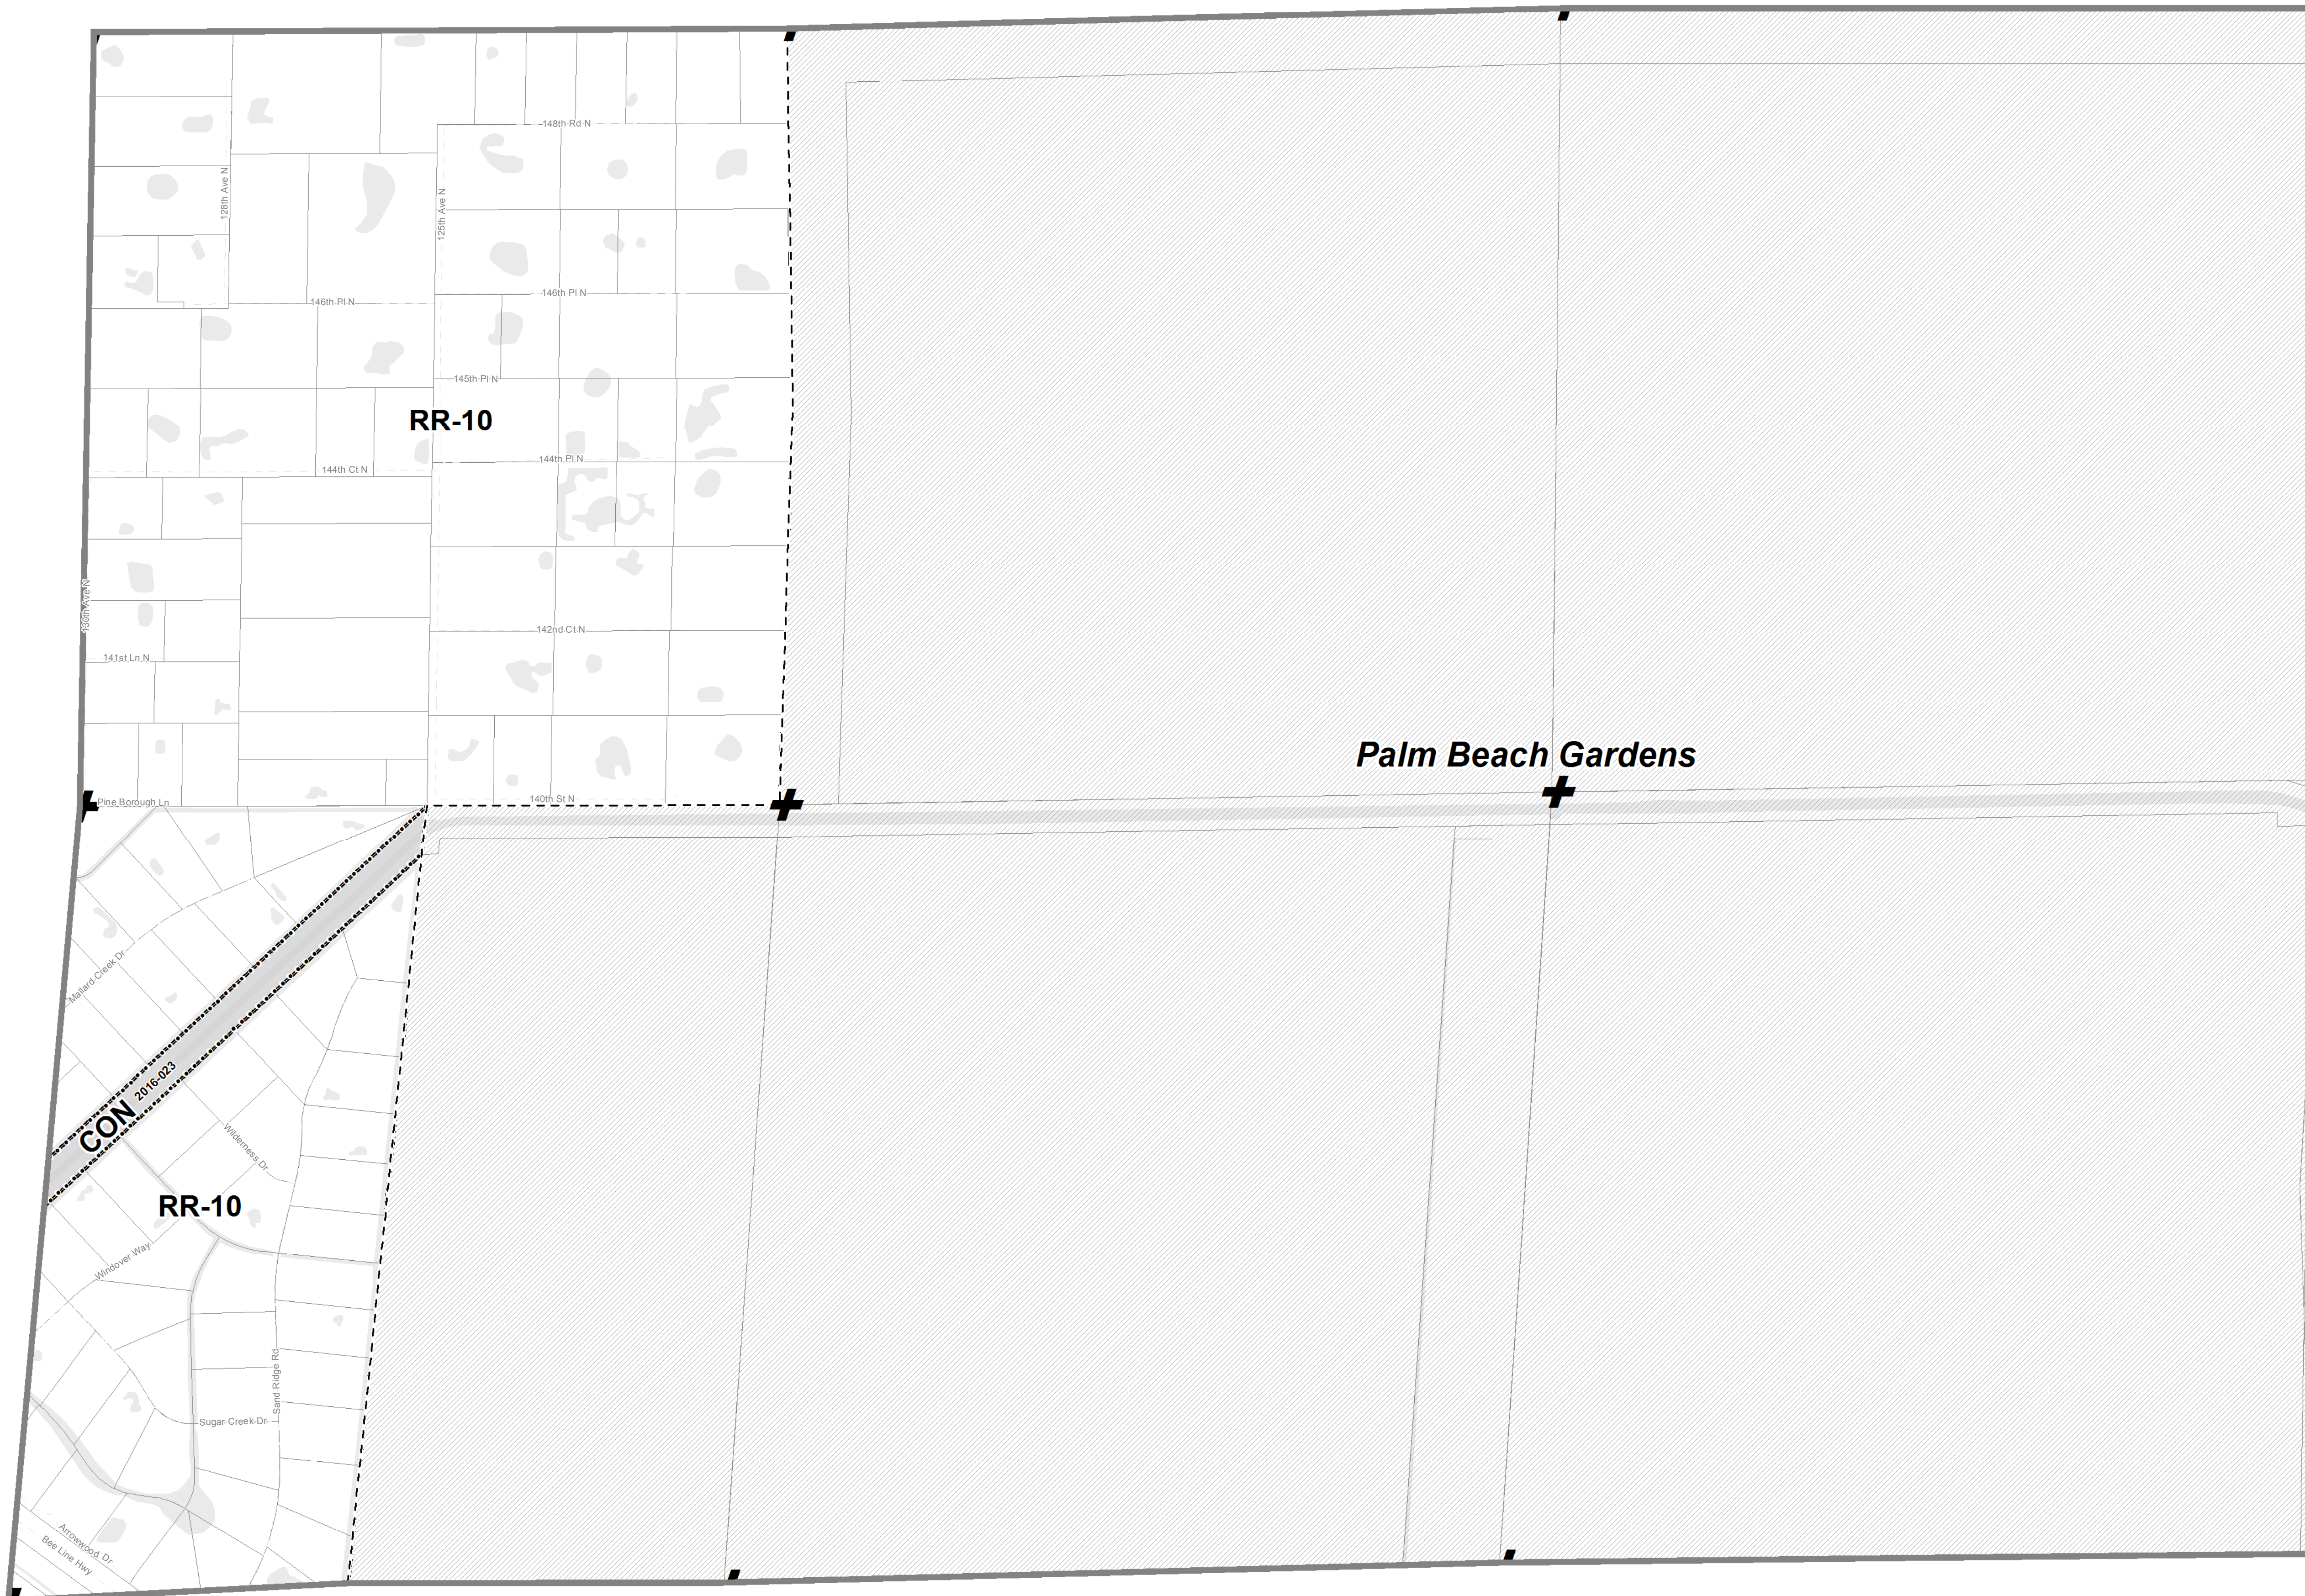 148th Rd N
128th Ave N
125th Ave N
146th Pl N
146th Pl N
145th Pl N
RR-10
144th Pl N
144th Ct N
130th Ave N
142nd Ct N
141st Ln N
Palm Beach Gardens
140th St N
Pine Borough Ln
Mallard Creek Dr
CON 2016-023
Wilderness Dr
RR-10
Windover Way
Sand Ridge Rd
Sugar Creek Dr
Arrowwood Dr
Bee Line Hwy